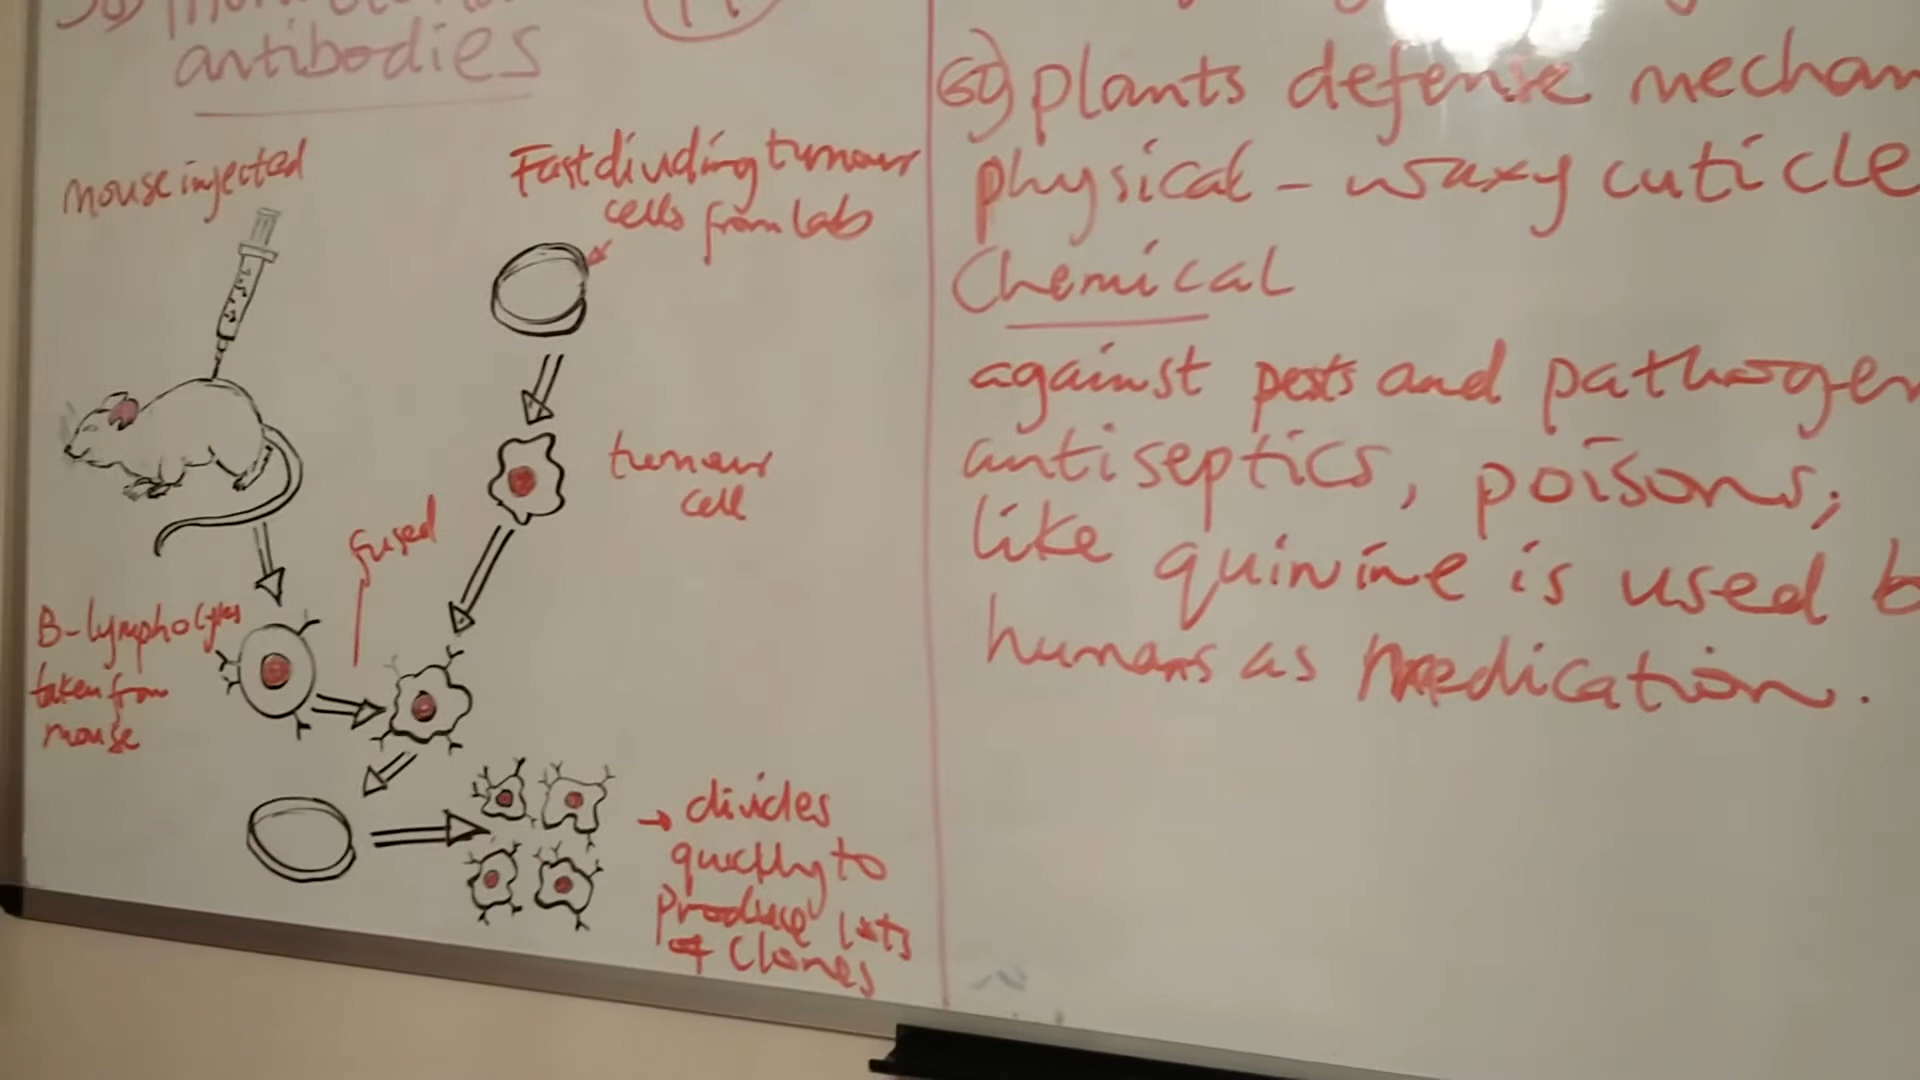 antibodies
mouse injected
Fast dividing tumour
cells from lab
tumour
cell
fused
B-lymphocytes
taken from
mouse
→ divides
quickly to
produce lots
of Clones
6d) plants defense mechan
physical - waxy cuticle
Chemical
against pests and pathogen
antiseptics, poisons;
like quinine is used b
humans as medication.